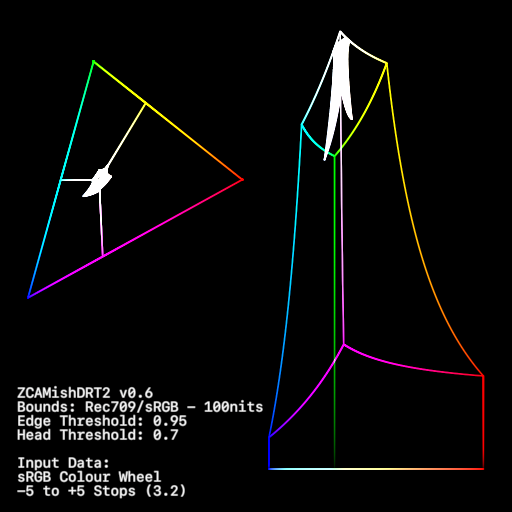 ZCAMishDRT2 v0.6
Bounds: Rec709/sRGB – 100nits
Edge Threshold: 0.95
Head Threshold: 0.7
Input Data:
sRGB Colour Wheel
–5 to +5 Stops (3.2)